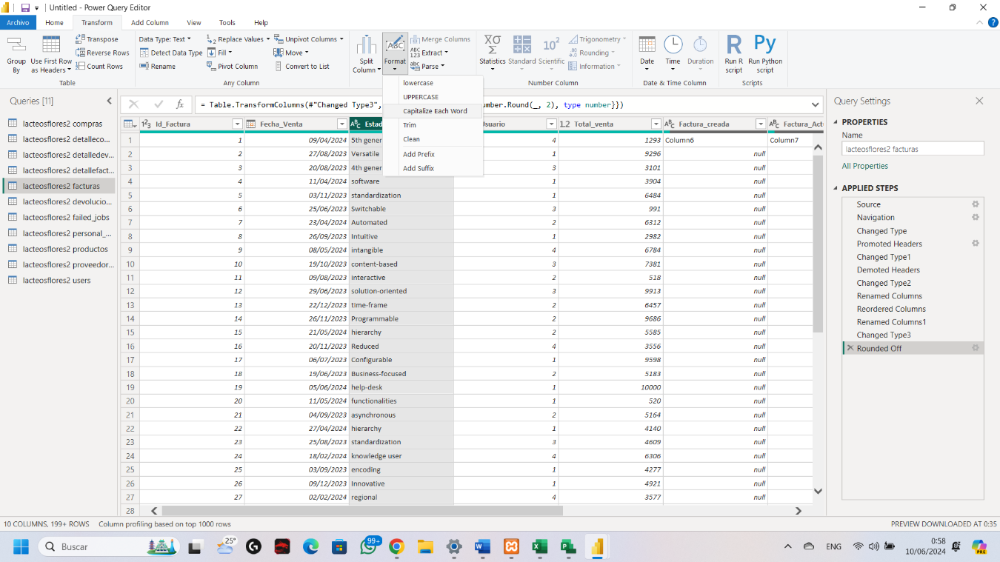 Untitled - Power Query Editor
Archivo Home Transform Add Column View Tools Help
Group By
Use First Row as Headers
Transpose
Reverse Rows
Count Rows
Table
Data Type: Text
Detect Data Type
Rename
Replace Values
Fill
Pivot Column
Unpivot Columns
Move
Convert to List
Any Column
Split Column
Format
Merge Columns
Extract
Parse
Statistics
Standard
Scientific
Trigonometry
Rounding
Information
Number Column
Date
Time
Duration
Date & Time Column
Run R script
Run Python script
Scripts
lowercase
UPPERCASE
Capitalize Each Word
Trim
Clean
Add Prefix
Add Suffix
Queries [11]
lacteosflores2 compras
lacteosflores2 detalleco...
lacteosflores2 detalledev...
lacteosflores2 detallefact...
lacteosflores2 facturas
lacteosflores2 devolucio...
lacteosflores2 failed_jobs
lacteosflores2 personal_...
lacteosflores2 productos
lacteosflores2 proveedor...
lacteosflores2 users
= Table.TransformColumns(#"Changed Type3", umber.Round(_, 2), type number}})
Id_Factura Fecha_Venta Estad suario Total_venta Factura_creada Factura_Act
1 1 09/04/2024 5th gener 4 1293 Column6 Column7
2 2 27/08/2023 Versatile 1 9296 null
3 3 20/08/2023 4th gener 3 3101 null
4 4 11/04/2024 software 1 3904 null
5 5 03/11/2023 standardization 1 6484 null
6 6 25/06/2023 Switchable 3 991 null
7 7 23/04/2024 Automated 2 6312 null
8 8 26/09/2023 Intuitive 1 2982 null
9 9 08/05/2024 intangible 4 6784 null
10 10 19/10/2023 content-based 3 7381 null
11 11 09/08/2023 interactive 2 518 null
12 12 29/06/2023 solution-oriented 3 9913 null
13 13 22/12/2023 time-frame 2 6457 null
14 14 26/11/2023 Programmable 2 9686 null
15 15 21/05/2024 hierarchy 2 5585 null
16 16 20/11/2023 Reduced 4 3556 null
17 17 06/07/2023 Configurable 1 9598 null
18 18 19/06/2023 Business-focused 2 5183 null
19 19 05/06/2024 help-desk 1 10000 null
20 20 11/05/2024 functionalities 1 520 null
21 21 04/09/2023 asynchronous 2 5164 null
22 22 27/04/2024 hierarchy 1 4140 null
23 23 25/08/2023 standardization 3 4609 null
24 24 18/02/2024 knowledge user 4 6306 null
25 25 03/09/2023 encoding 1 4277 null
26 26 09/12/2023 Innovative 1 4921 null
27 27 02/02/2024 regional 4 3577 null
28
Query Settings
PROPERTIES
Name
lacteosflores2 facturas
All Properties
APPLIED STEPS
Source
Navigation
Changed Type
Promoted Headers
Changed Type1
Demoted Headers
Changed Type2
Renamed Columns
Reordered Columns
Renamed Columns1
Changed Type3
Rounded Off
10 COLUMNS, 199+ ROWS Column profiling based on top 1000 rows PREVIEW DOWNLOADED AT 0:35
Buscar
25°
99+
ENG
0:58
10/06/2024